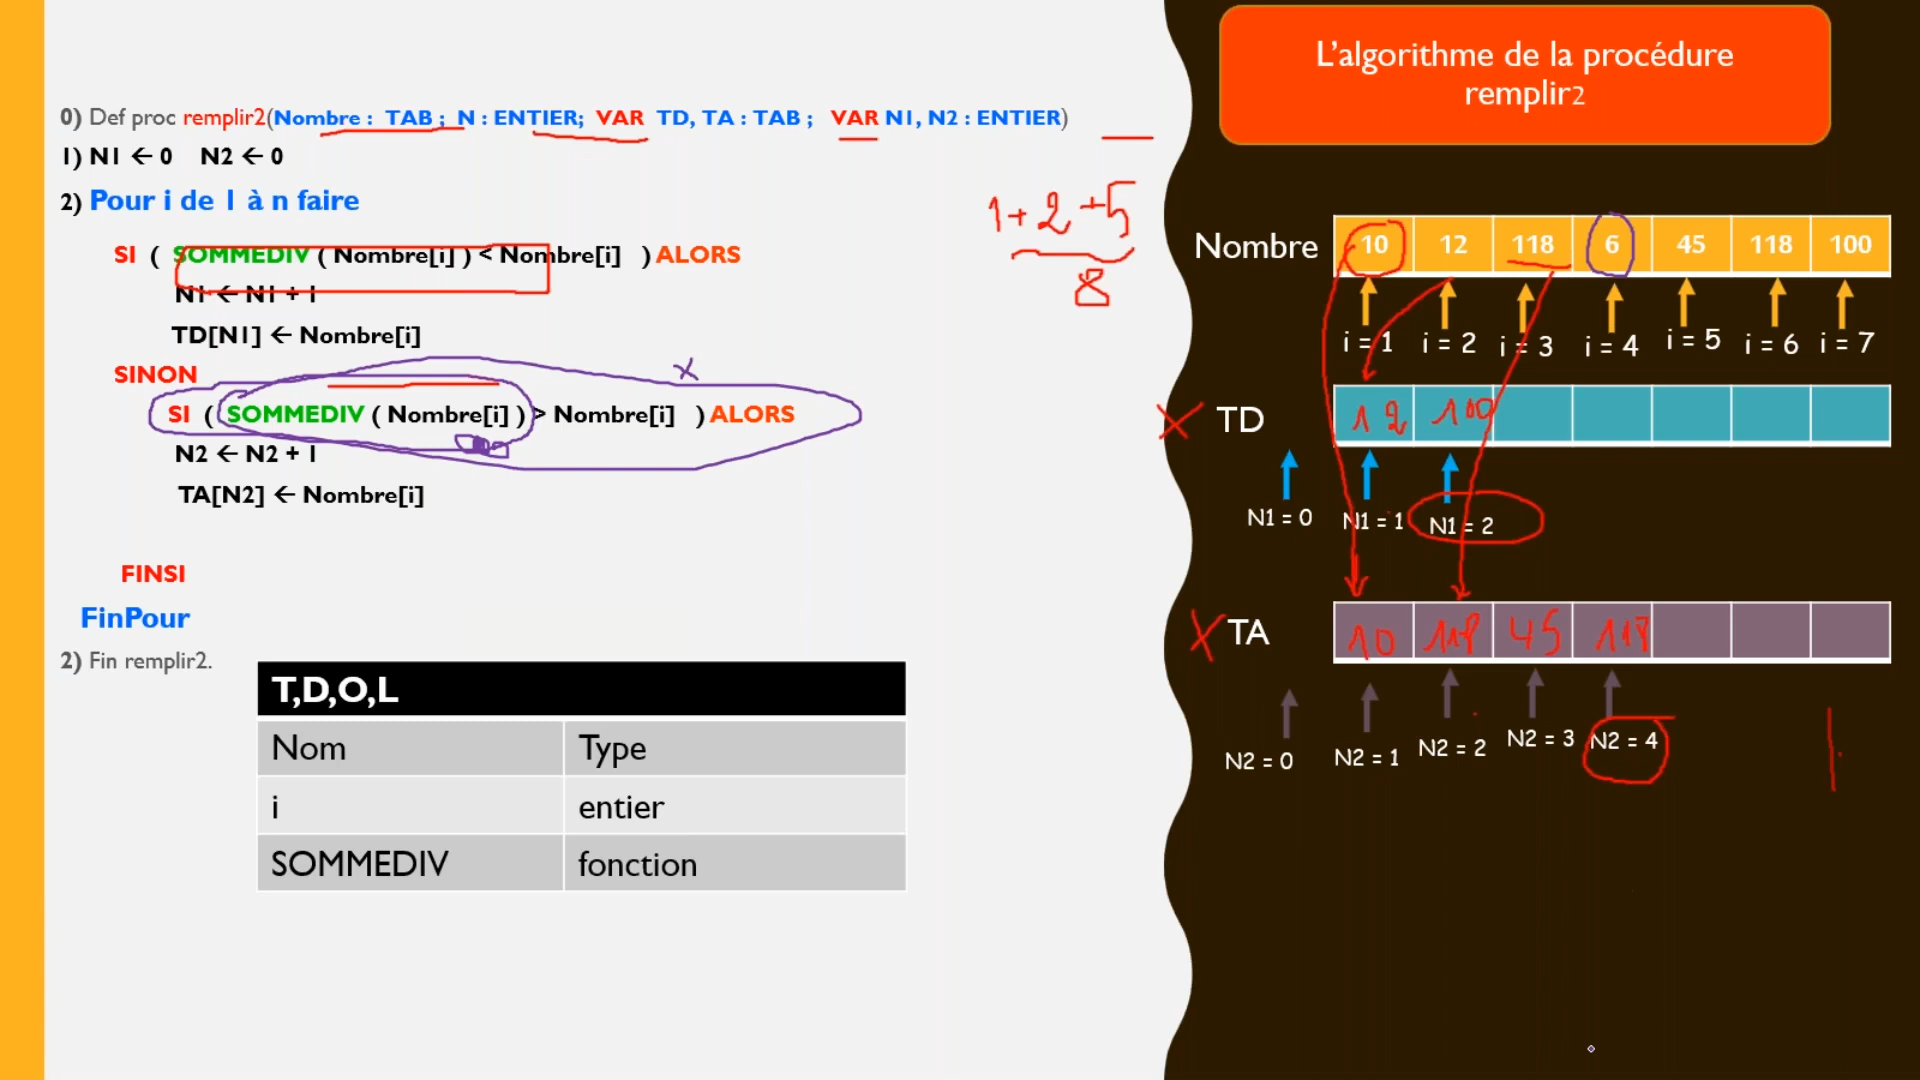 L'algorithme de la procédure
remplir2
0) Def proc remplir2(Nombre : TAB ; N : ENTIER; VAR TD, TA : TAB ; VAR N1, N2 : ENTIER)
1) N1 ← 0 N2 ← 0
2) Pour i de 1 à n faire
SI ( SOMMEDIV ( Nombre[i] ) < Nombre[i] ) ALORS
N1 ← N1 + 1
TD[N1] ← Nombre[i]
SINON
SI ( SOMMEDIV ( Nombre[i] ) > Nombre[i] ) ALORS
N2 ← N2 + 1
TA[N2] ← Nombre[i]
FINSI
FinPour
2) Fin remplir2.
T,D,O,L
Nom Type
i entier
SOMMEDIV fonction
1+2+5
8
x
Nombre 10 12 118 6 45 118 100
i = 1 i = 2 i = 3 i = 4 i = 5 i = 6 i = 7
X TD 12 100
N1 = 0 N1 = 1 N1 = 2
X TA 10 118 45 118
N2 = 0 N2 = 1 N2 = 2 N2 = 3 N2 = 4